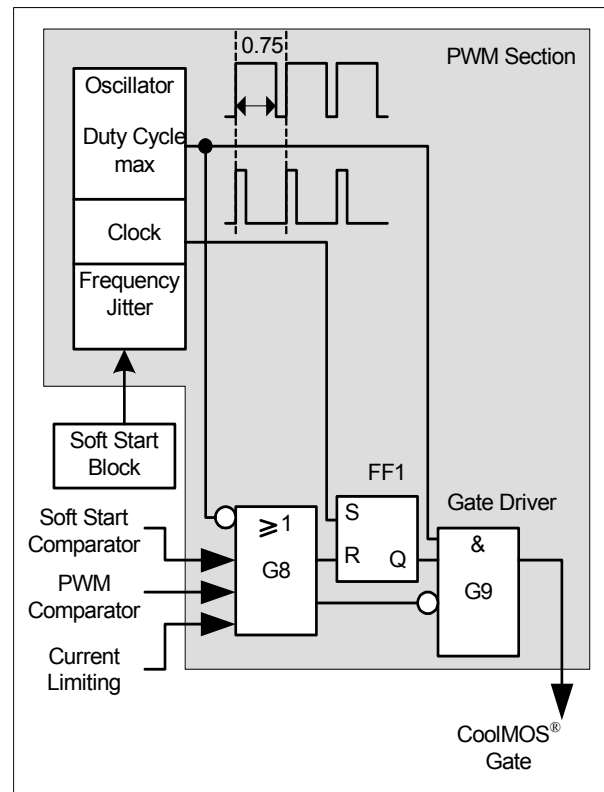 0.75
PWM Section
Oscillator
Duty Cycle
max
Clock
Frequency
Jitter
Soft Start
Block
FF1
Gate Driver
Soft Start
Comparator
PWM
Comparator
Current
Limiting
⩾1
G8
S
R
Q
&
G9
CoolMOS®
Gate